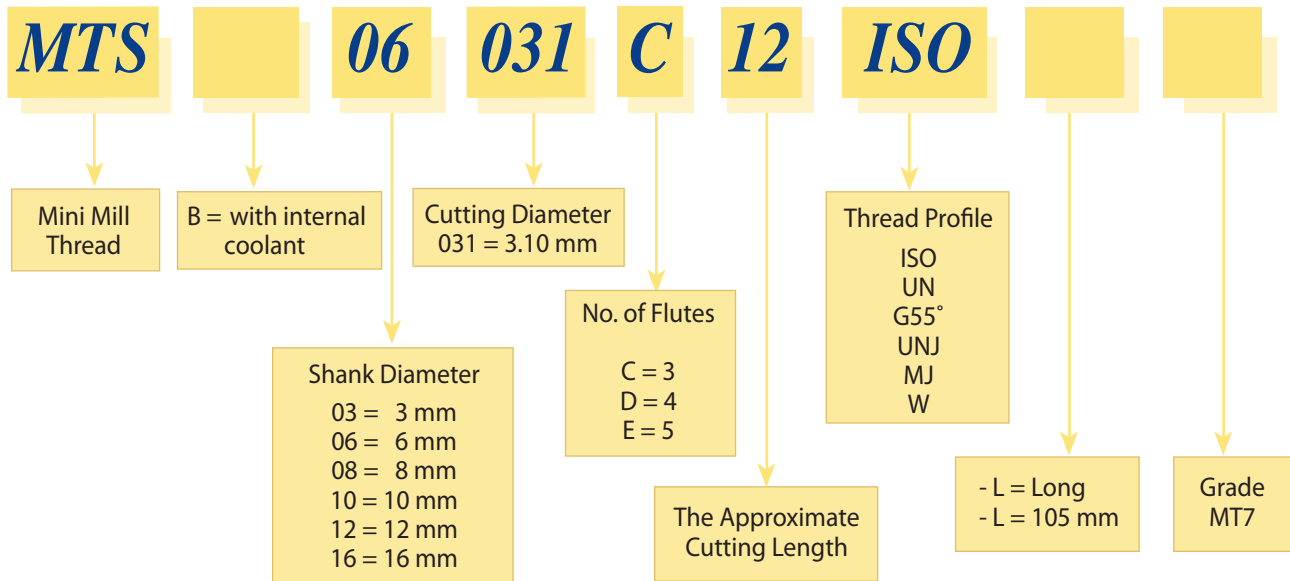 MTS 06 031 C 12 ISO
Mini Mill
Thread
B = with internal
coolant
Shank Diameter
03 = 3 mm
06 = 6 mm
08 = 8 mm
10 = 10 mm
12 = 12 mm
16 = 16 mm
Cutting Diameter
031 = 3.10 mm
No. of Flutes
C = 3
D = 4
E = 5
The Approximate
Cutting Length
Thread Profile
ISO
UN
G55°
UNJ
MJ
W
- L = Long
- L = 105 mm
Grade
MT7